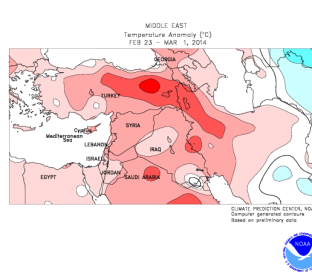 MIDDLE EAST
Temperature Anomaly (°C)
FEB 23 - MAR 1, 2014
GEORGIA
TURKEY
Cyprus
SYRIA
Mediterranean
Sea
LEBANON
IRAQ
ISRAEL
JORDAN
EGYPT
SAUDI ARABIA
CLIMATE PREDICTION CENTER, NOA
Computer generated contours
Based on preliminary data
NOAA